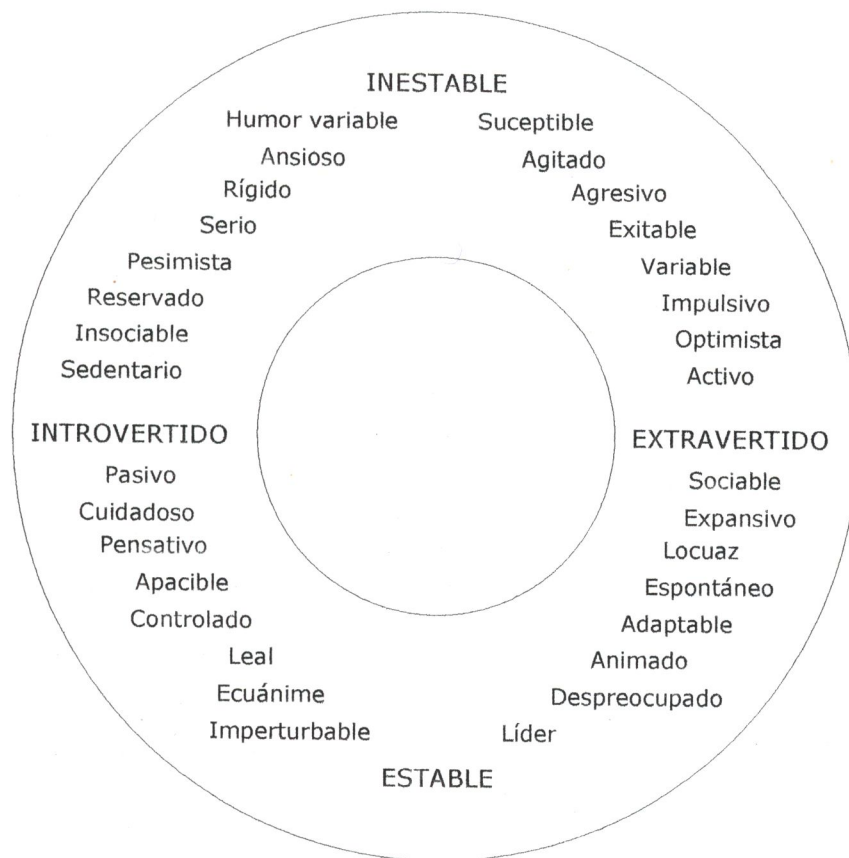 INESTABLE
Humor variable Suceptible
Ansioso Agitado
Rígido Agresivo
Serio Exitable
Pesimista Variable
Reservado Impulsivo
Insociable Optimista
Sedentario Activo
INTROVERTIDO EXTRAVERTIDO
Pasivo Sociable
Cuidadoso Expansivo
Pensativo Locuaz
Apacible Espontáneo
Controlado Adaptable
Leal Animado
Ecuánime Despreocupado
Imperturbable Líder
ESTABLE